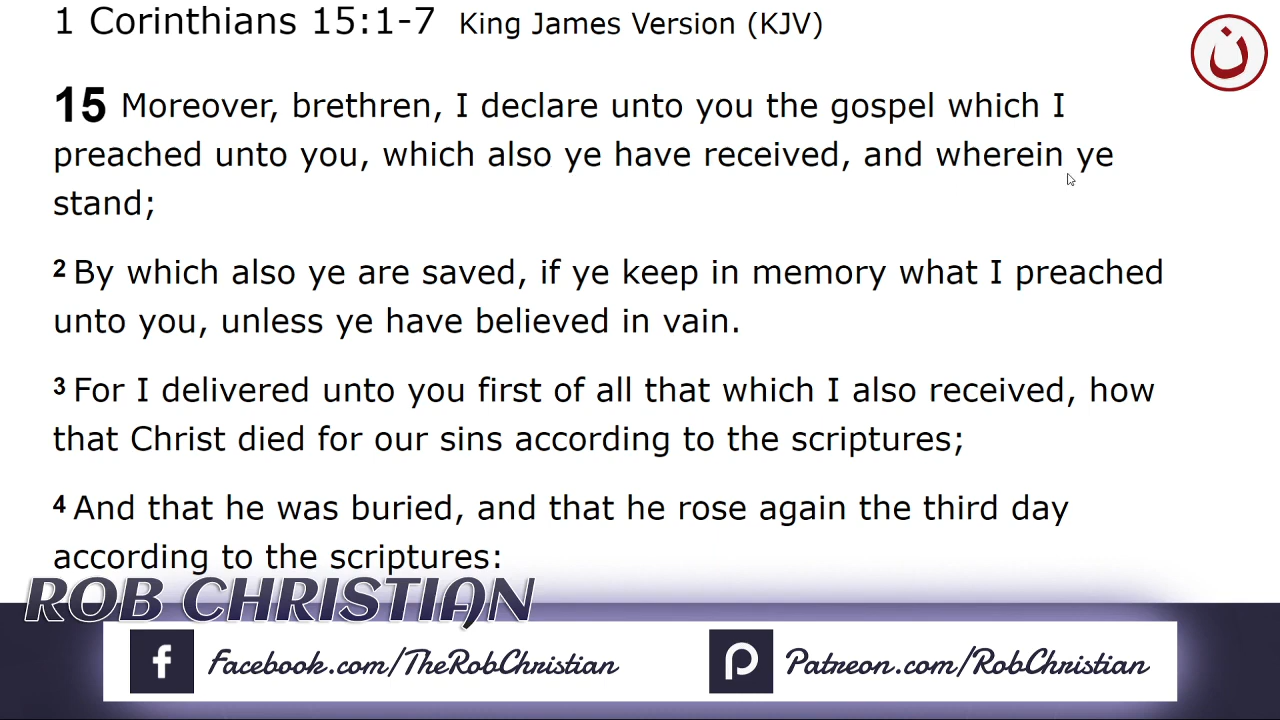 1 Corinthians 15:1-7 King James Version (KJV)
ن
15 Moreover, brethren, I declare unto you the gospel which I
preached unto you, which also ye have received, and wherein ye
stand;
2 By which also ye are saved, if ye keep in memory what I preached
unto you, unless ye have believed in vain.
3 For I delivered unto you first of all that which I also received, how
that Christ died for our sins according to the scriptures;
4 And that he was buried, and that he rose again the third day
according to the scriptures:
ROB CHRISTIAN
Facebook.com/TheRobChristian
Patreon.com/RobChristian